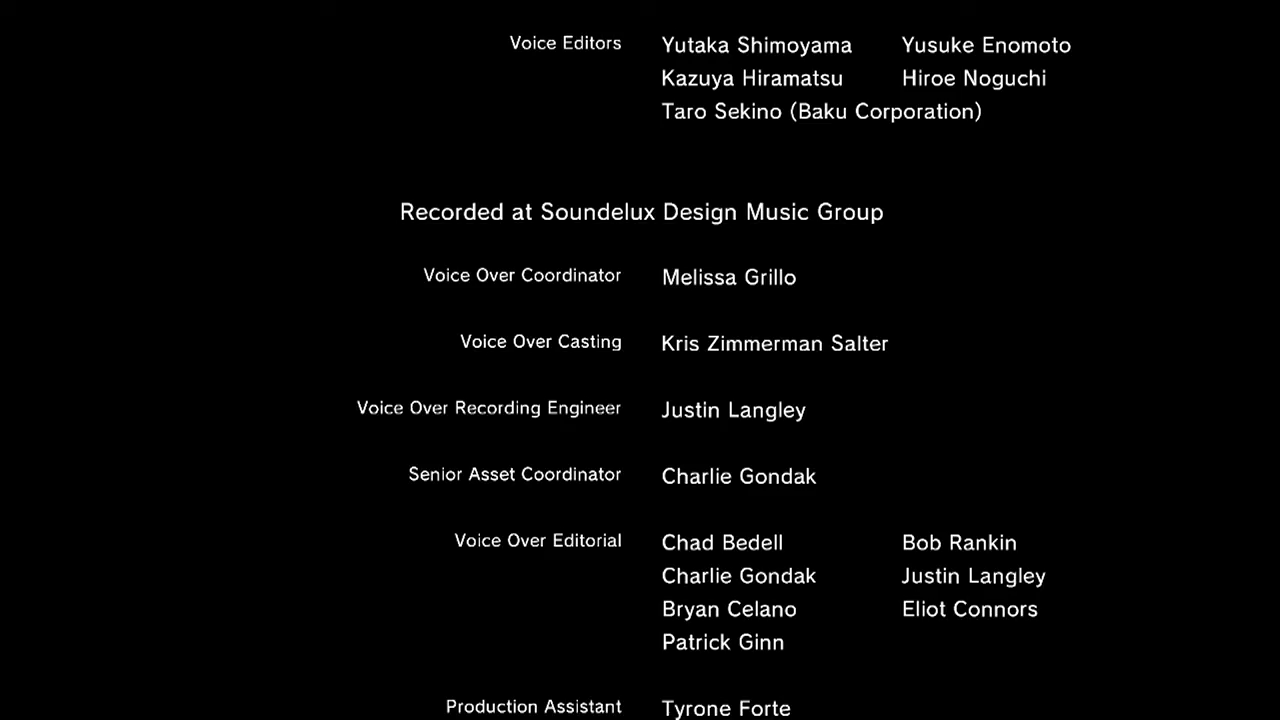 Voice Editors Yutaka Shimoyama Yusuke Enomoto
Kazuya Hiramatsu Hiroe Noguchi
Taro Sekino (Baku Corporation)
Recorded at Soundelux Design Music Group
Voice Over Coordinator Melissa Grillo
Voice Over Casting Kris Zimmerman Salter
Voice Over Recording Engineer Justin Langley
Senior Asset Coordinator Charlie Gondak
Voice Over Editorial Chad Bedell Bob Rankin
Charlie Gondak Justin Langley
Bryan Celano Eliot Connors
Patrick Ginn
Production Assistant Tyrone Forte